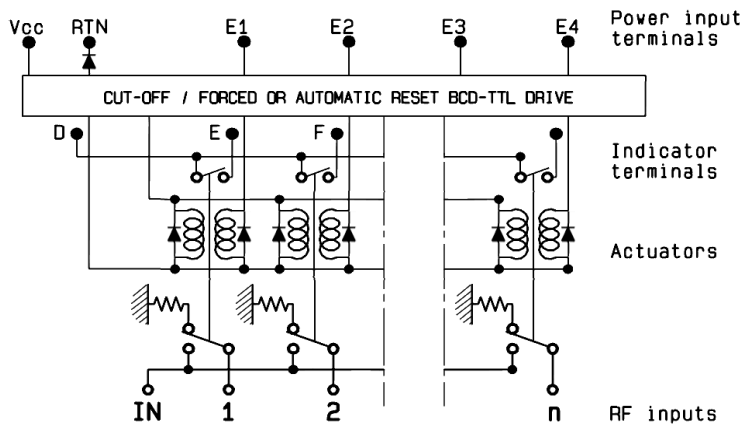 Vcc RTN E1 E2 E3 E4 Power input
terminals
CUT-OFF / FORCED OR AUTOMATIC RESET BCD-TTL DRIVE
D E F Indicator
terminals
Actuators
IN 1 2 n RF inputs